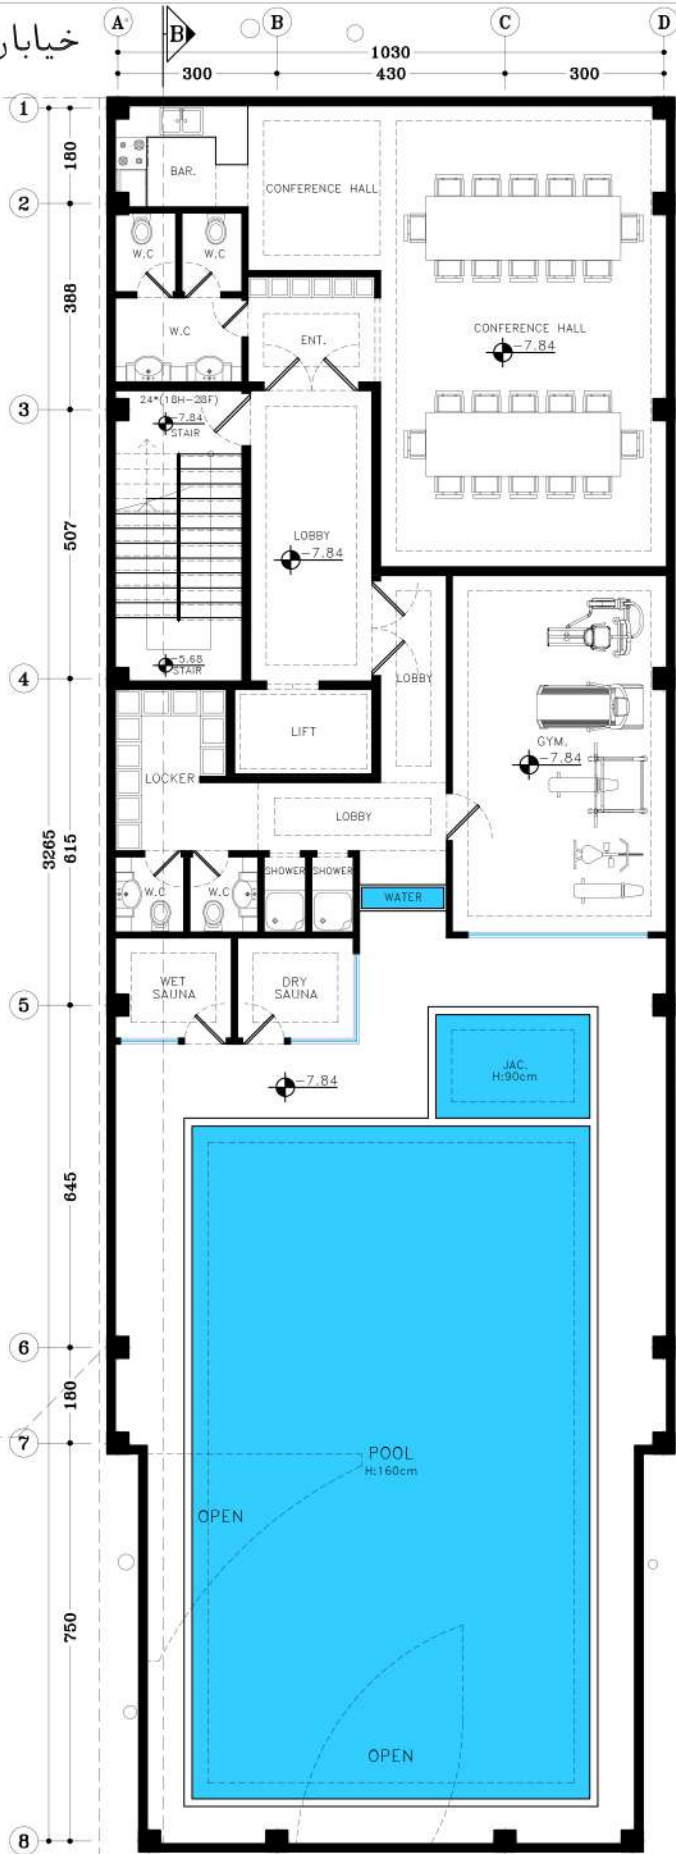 خیابان
A B C D
B
1030
300 430 300
1
180
BAR.
CONFERENCE HALL
2
W.C W.C
388
W.C
ENT.
CONFERENCE HALL
-7.84
3
24*(18H-28F)
-7.84
STAIR
507
LOBBY
-7.84
-5.68
STAIR
4
LOBBY
LIFT
GYM.
-7.84
LOCKER
LOBBY
3265
615
W.C W.C SHOWER SHOWER
WATER
WET
SAUNA
DRY
SAUNA
5
JAC.
H:90cm
-7.84
645
6
180
7
POOL
H:160cm
OPEN
750
OPEN
8